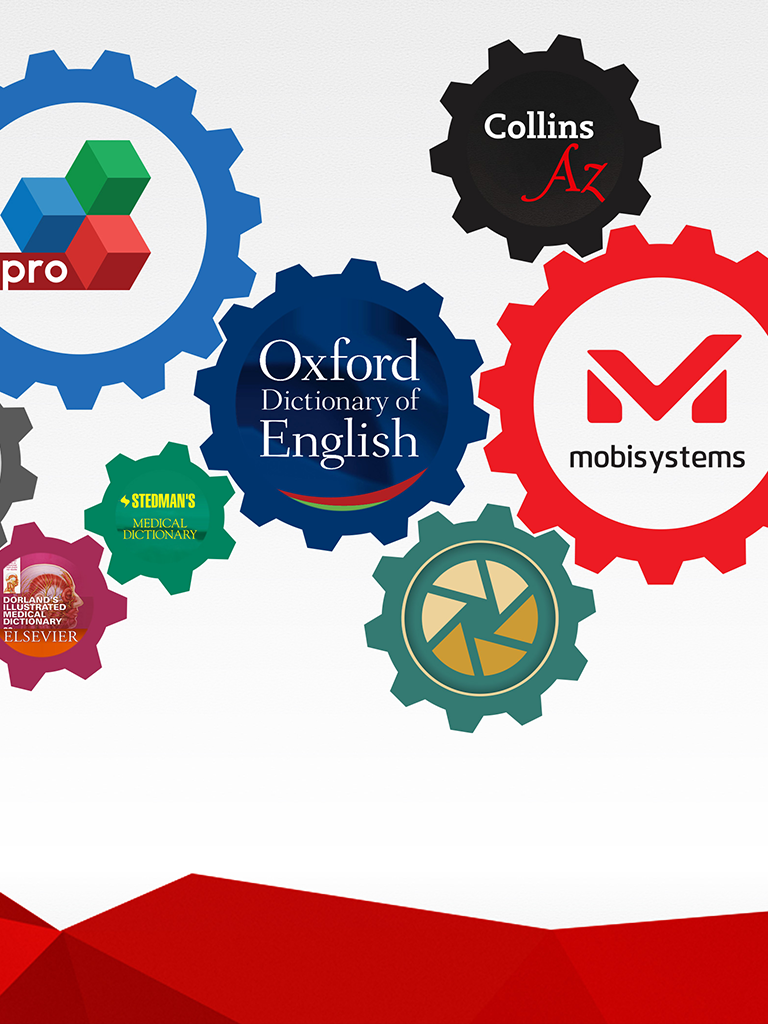 Collins
Az
pro
Oxford
Dictionary of
English
mobisystems
STEDMAN'S
MEDICAL
DICTIONARY
DORLAND'S
ILLUSTRATED
MEDICAL
DICTIONARY
ELSEVIER